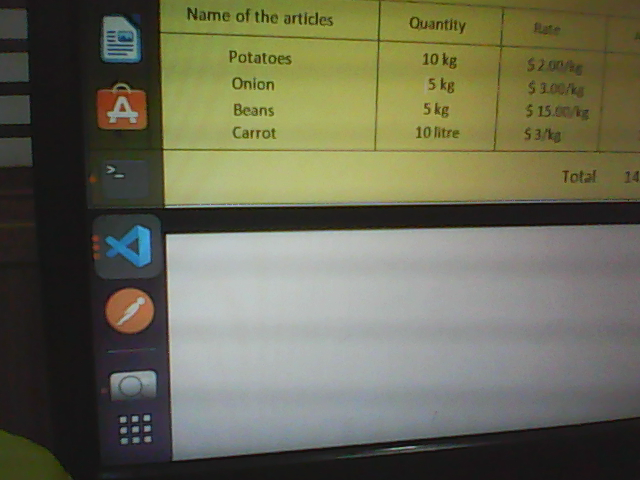 Name of the articles Quantity Rate
Potatoes 10 kg $ 2.00/kg
Onion 5 kg $ 3.00/kg
Beans 5 kg $ 15.00/kg
Carrot 10 litre $ 3/kg
Total 14